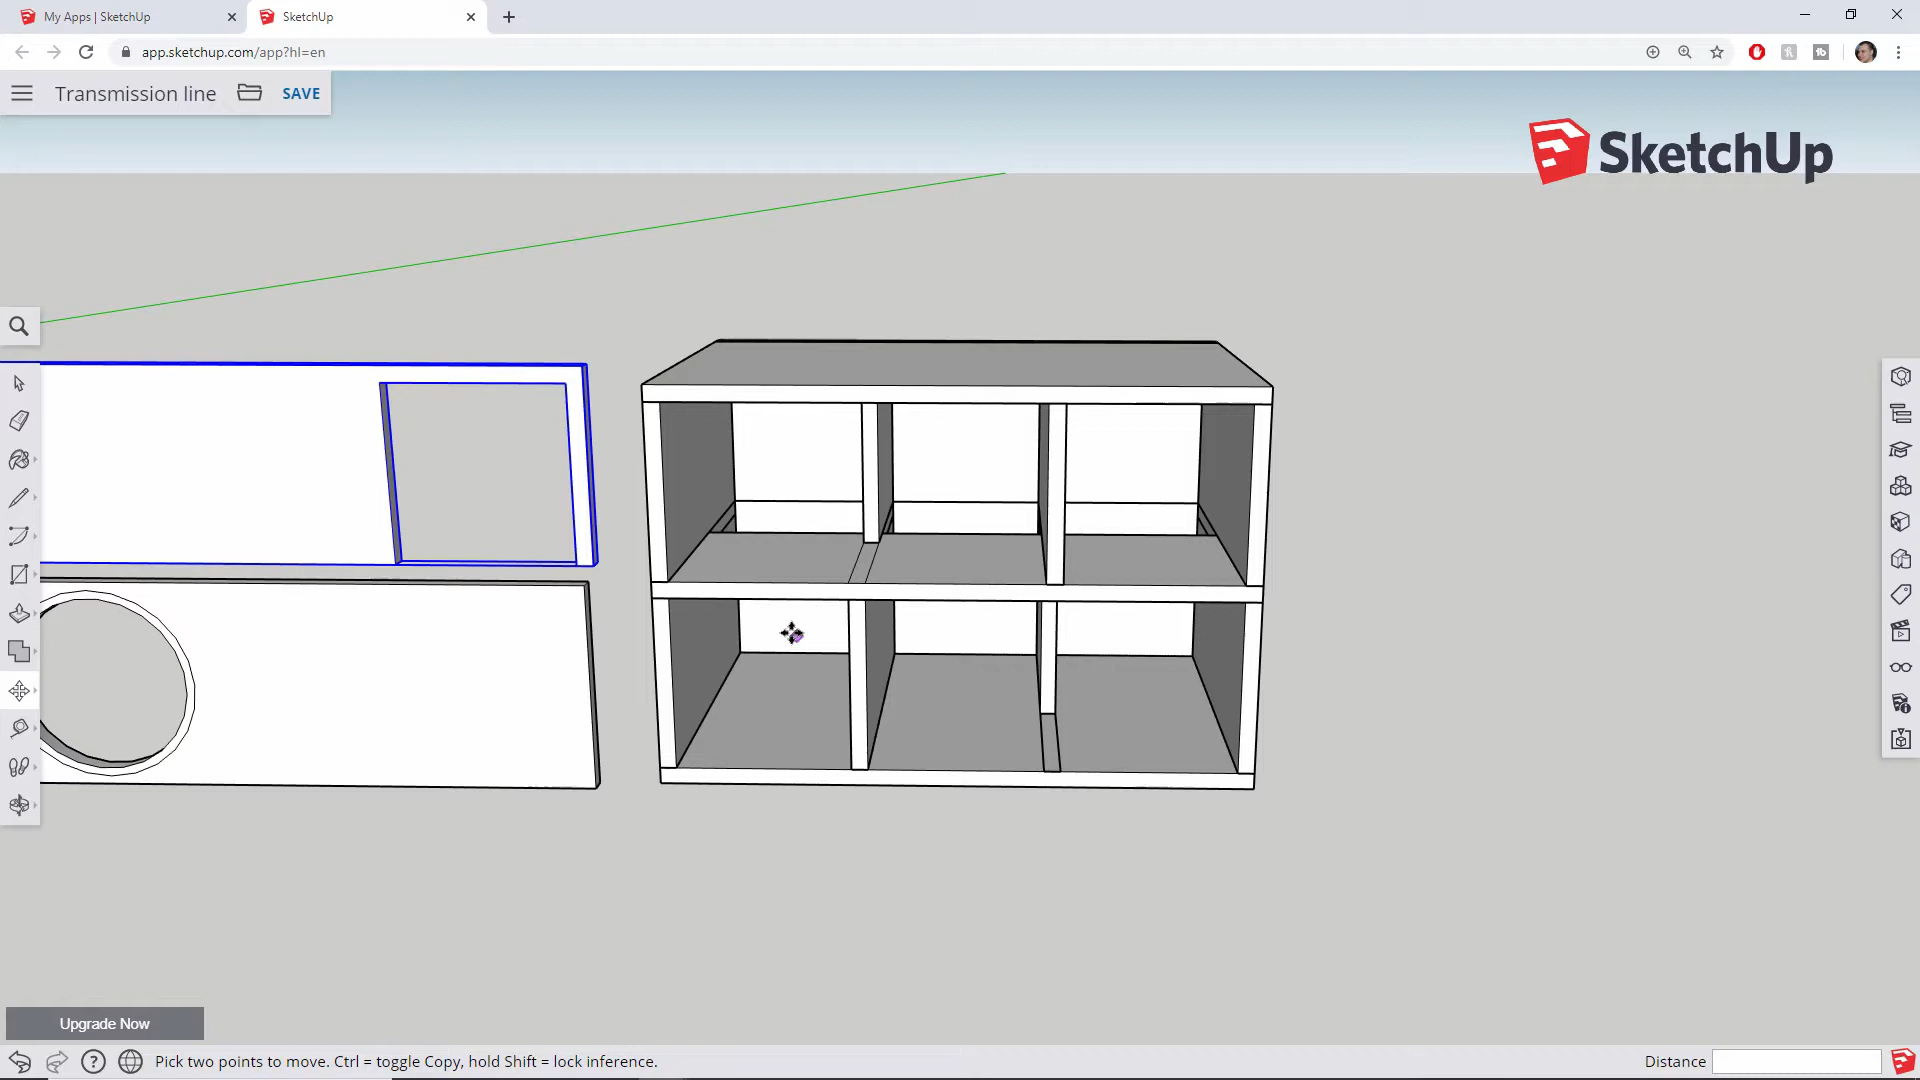 My Apps | SketchUp
SketchUp
app.sketchup.com/app?hl=en
Transmission line
SAVE
SketchUp
Upgrade Now
Pick two points to move. Ctrl = toggle Copy, hold Shift = lock inference.
Distance